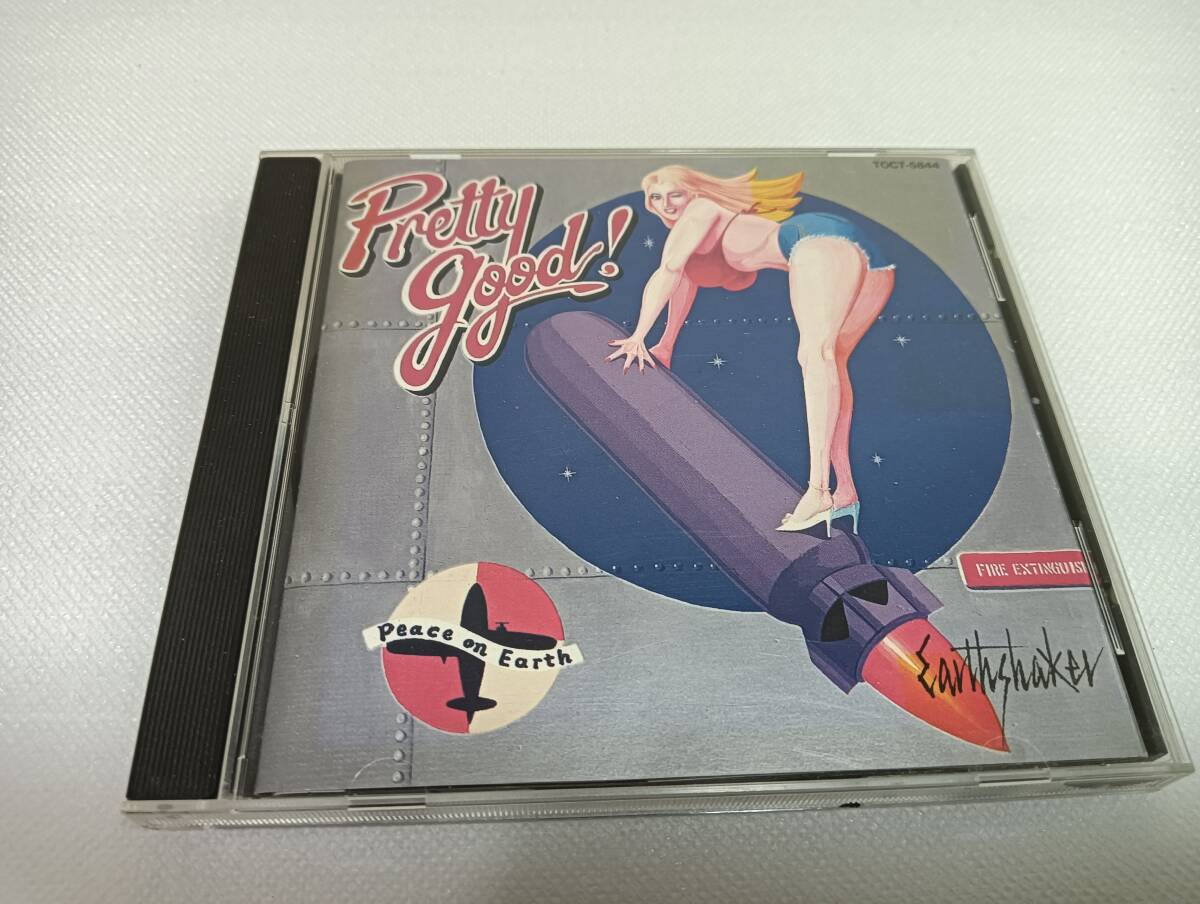 TOCT-5844
Pretty
good!
Peace on Earth
FIRE EXTINGUISH
Earthshaker